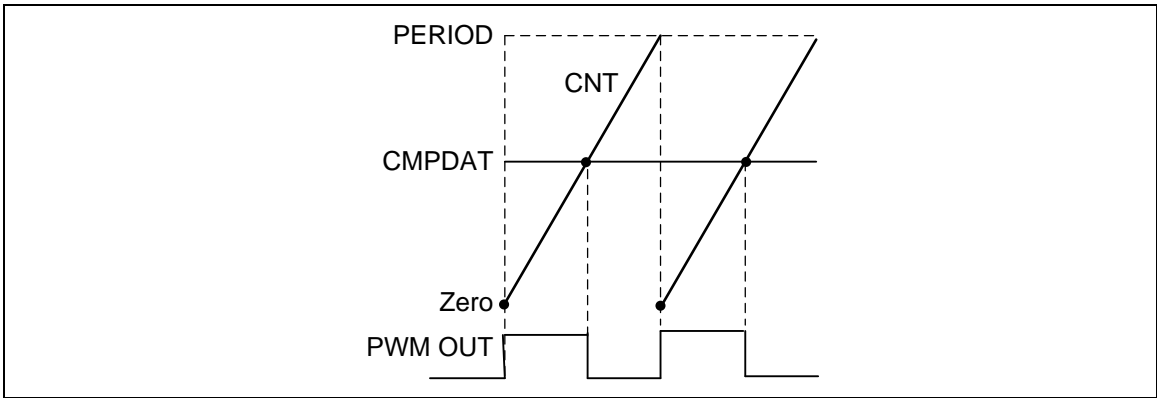 PERIOD
CNT
CMPDAT
Zero
PWM OUT